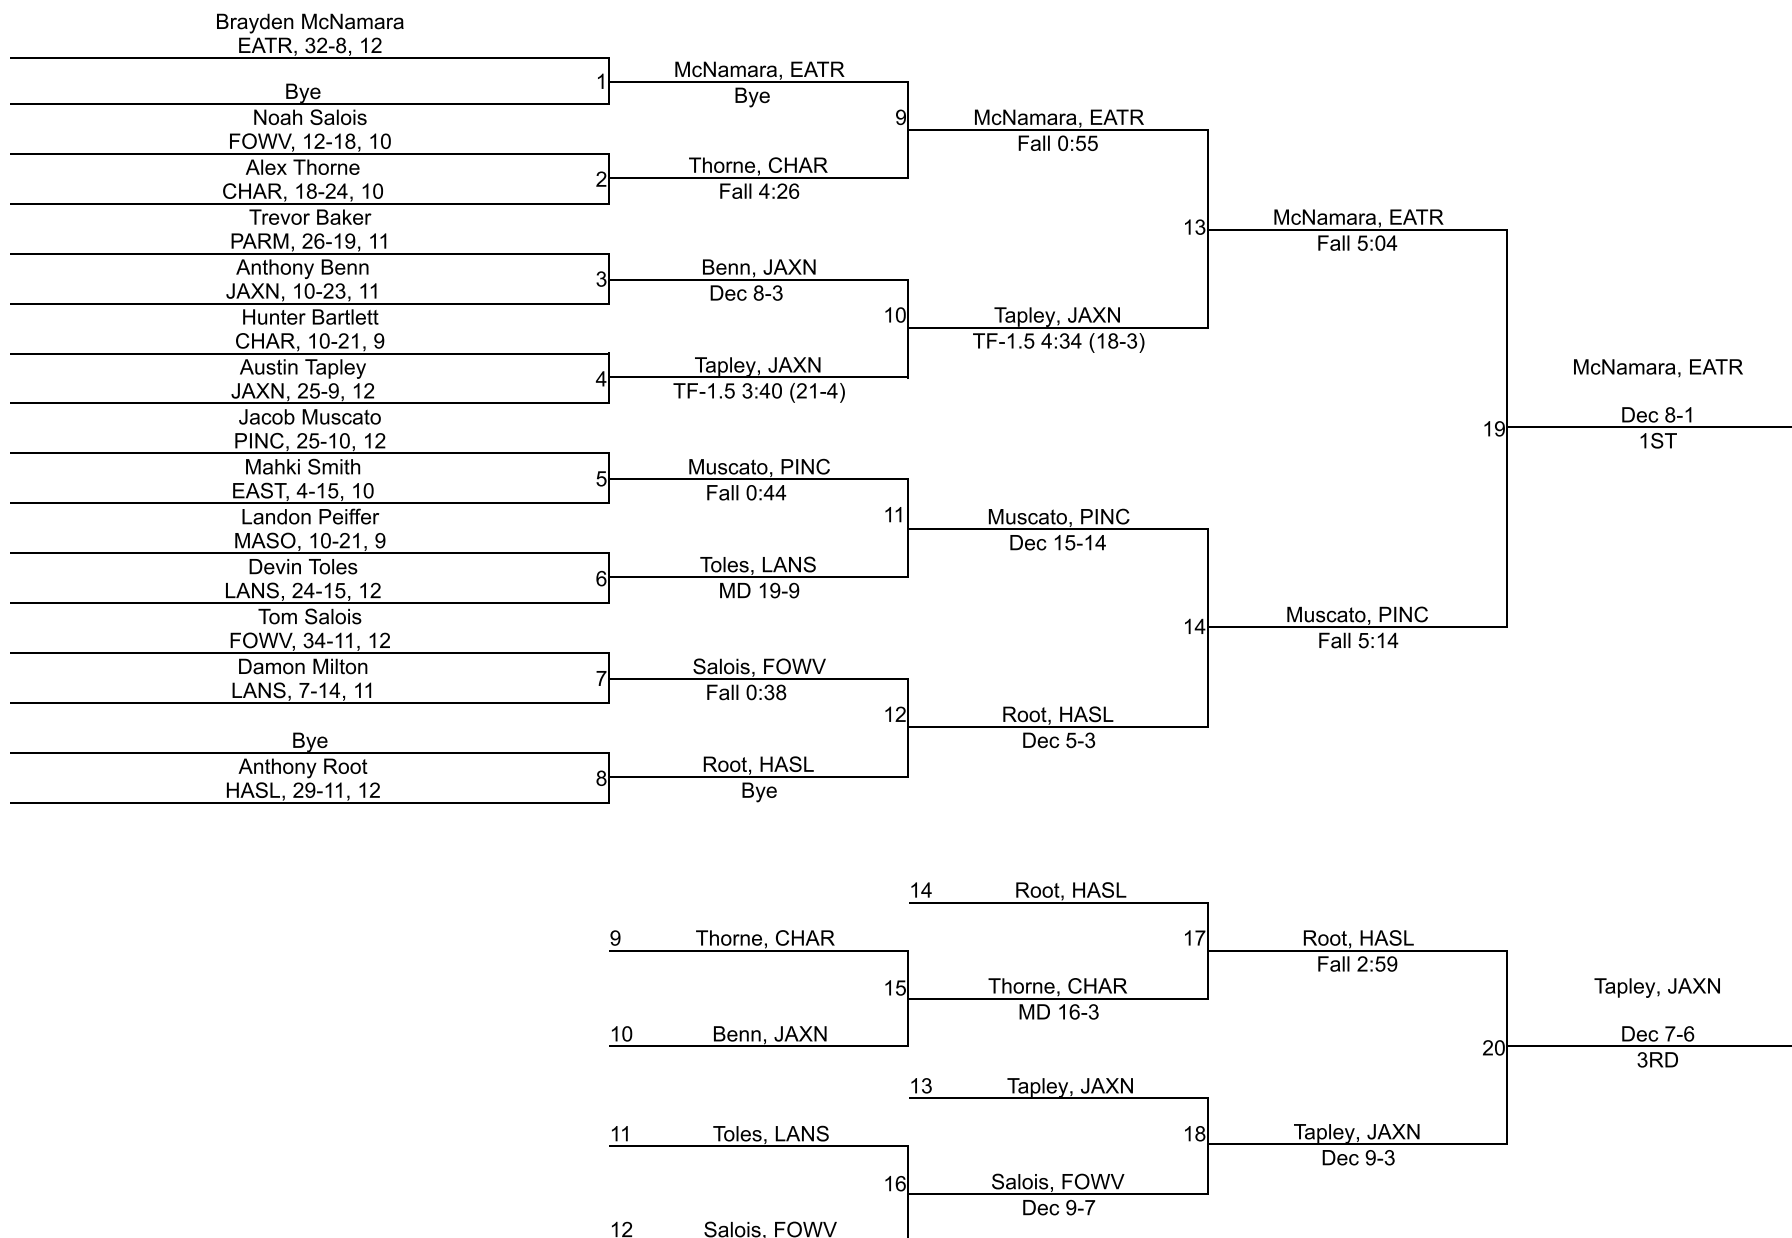 Brayden McNamara
EATR, 32-8, 12
Bye
Noah Salois
FOWV, 12-18, 10
Alex Thorne
CHAR, 18-24, 10
Trevor Baker
PARM, 26-19, 11
Anthony Benn
JAXN, 10-23, 11
Hunter Bartlett
CHAR, 10-21, 9
Austin Tapley
JAXN, 25-9, 12
Jacob Muscato
PINC, 25-10, 12
Mahki Smith
EAST, 4-15, 10
Landon Peiffer
MASO, 10-21, 9
Devin Toles
LANS, 24-15, 12
Tom Salois
FOWV, 34-11, 12
Damon Milton
LANS, 7-14, 11
Bye
Anthony Root
HASL, 29-11, 12
1
McNamara, EATR
Bye
2
Thorne, CHAR
Fall 4:26
3
Benn, JAXN
Dec 8-3
4
Tapley, JAXN
TF-1.5 3:40 (21-4)
5
Muscato, PINC
Fall 0:44
6
Toles, LANS
MD 19-9
7
Salois, FOWV
Fall 0:38
8
Root, HASL
Bye
9
McNamara, EATR
Fall 0:55
10
Tapley, JAXN
TF-1.5 4:34 (18-3)
11
Muscato, PINC
Dec 15-14
12
Root, HASL
Dec 5-3
13
McNamara, EATR
Fall 5:04
14
Muscato, PINC
Fall 5:14
19
McNamara, EATR
Dec 8-1
1ST
9
Thorne, CHAR
10
Benn, JAXN
11
Toles, LANS
12
Salois, FOWV
14
Root, HASL
15
Thorne, CHAR
MD 16-3
13
Tapley, JAXN
16
Salois, FOWV
Dec 9-7
17
Root, HASL
Fall 2:59
18
Tapley, JAXN
Dec 9-3
20
Tapley, JAXN
Dec 7-6
3RD